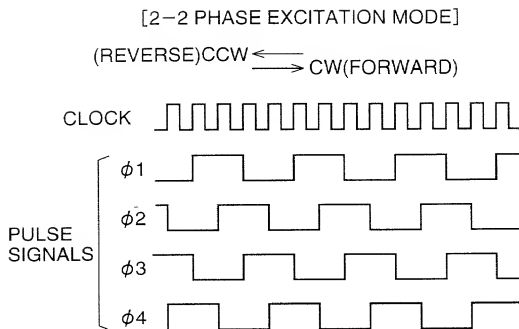 [2-2 PHASE EXCITATION MODE]
(REVERSE)CCW
CW(FORWARD)
CLOCK
PULSE
SIGNALS
ϕ1
ϕ2
ϕ3
ϕ4